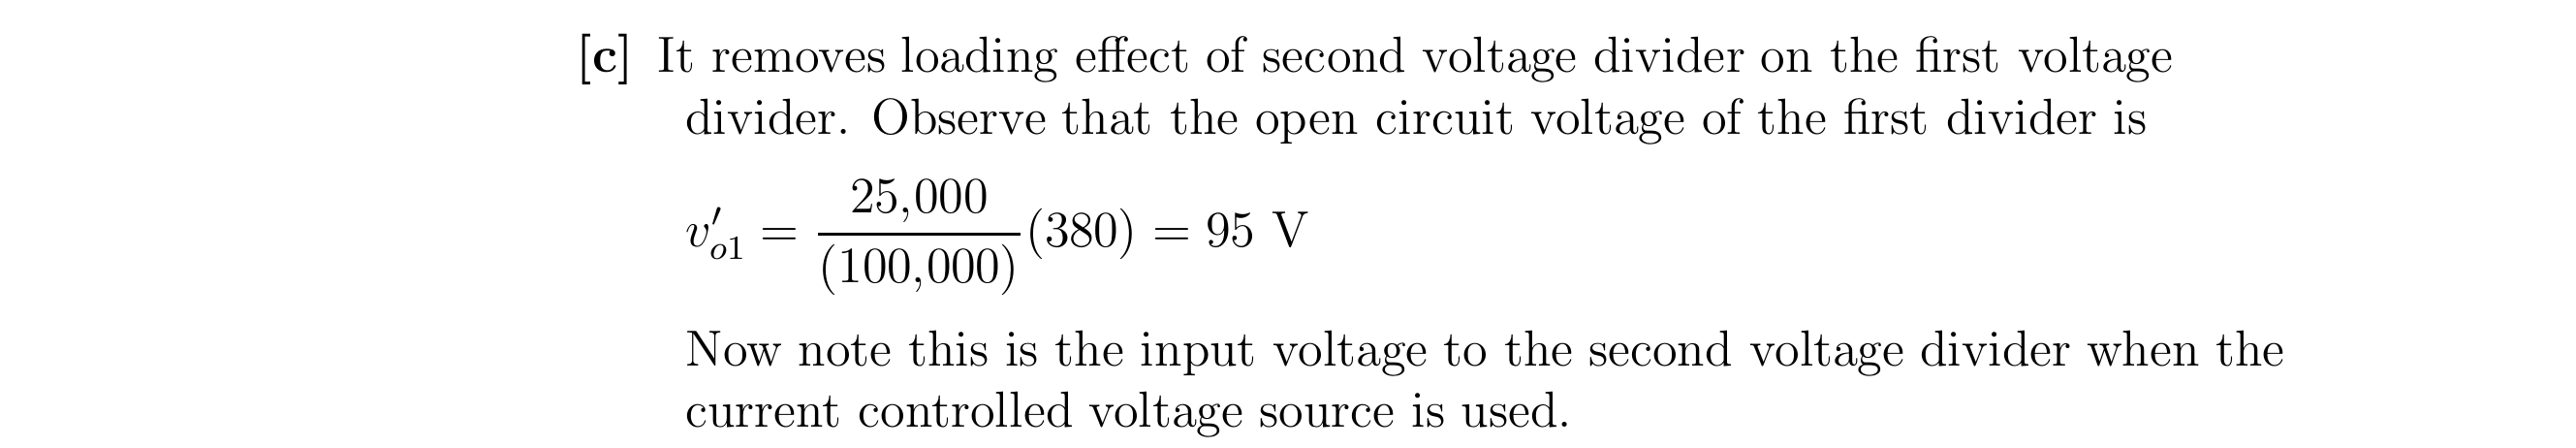 [c] It removes loading effect of second voltage divider on the first voltage
divider. Observe that the open circuit voltage of the first divider is
v′o1 = 25,000/(100,000) (380) = 95 V
Now note this is the input voltage to the second voltage divider when the
current controlled voltage source is used.